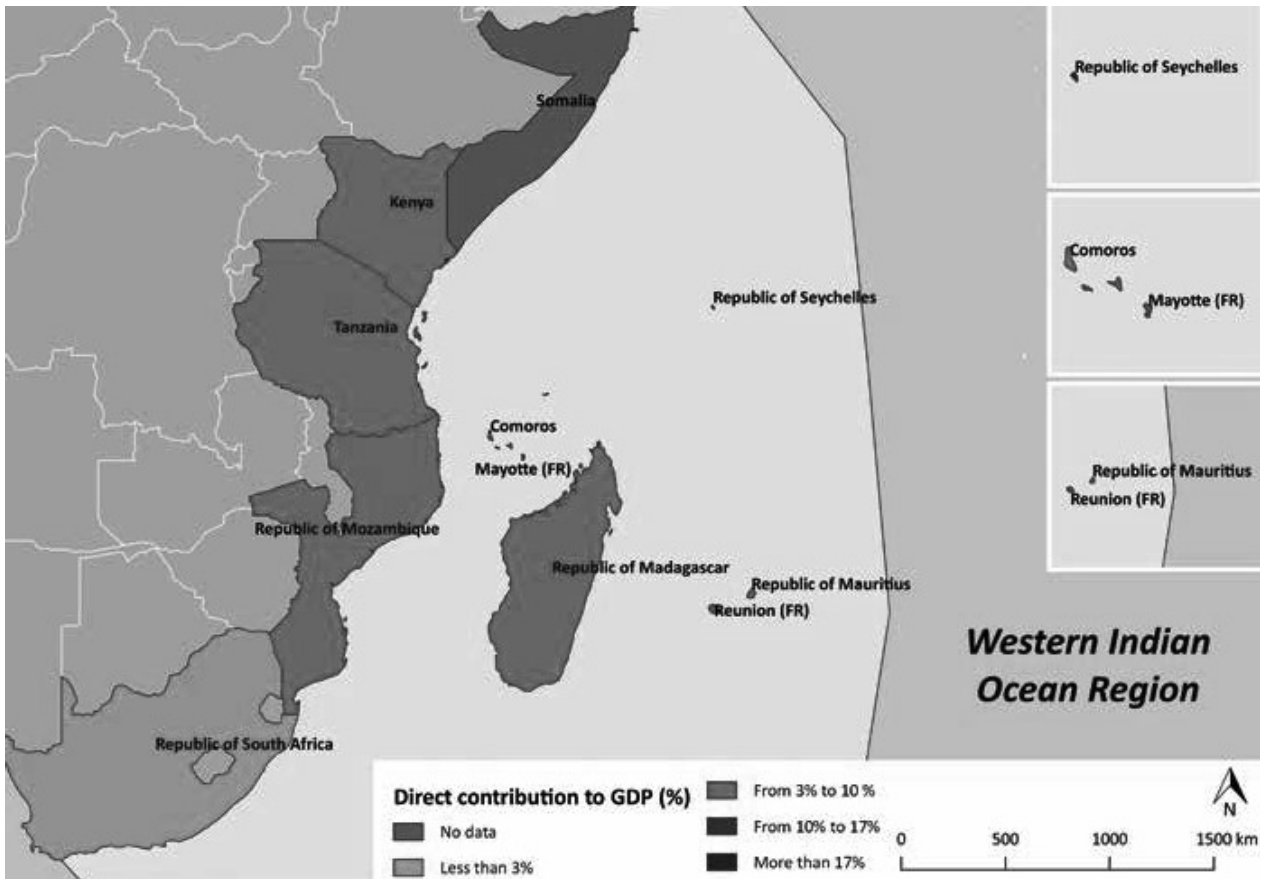 Republic of Seychelles
Somalia
Kenya
Comoros
Mayotte (FR)
Republic of Seychelles
Tanzania
Comoros
Mayotte (FR)
Republic of Mauritius
Reunion (FR)
Republic of Mozambique
Republic of Madagascar
Republic of Mauritius
Reunion (FR)
Western Indian
Ocean Region
Republic of South Africa
Direct contribution to GDP (%)
No data
Less than 3%
From 3% to 10 %
From 10% to 17%
More than 17%
N
0 500 1000 1500 km